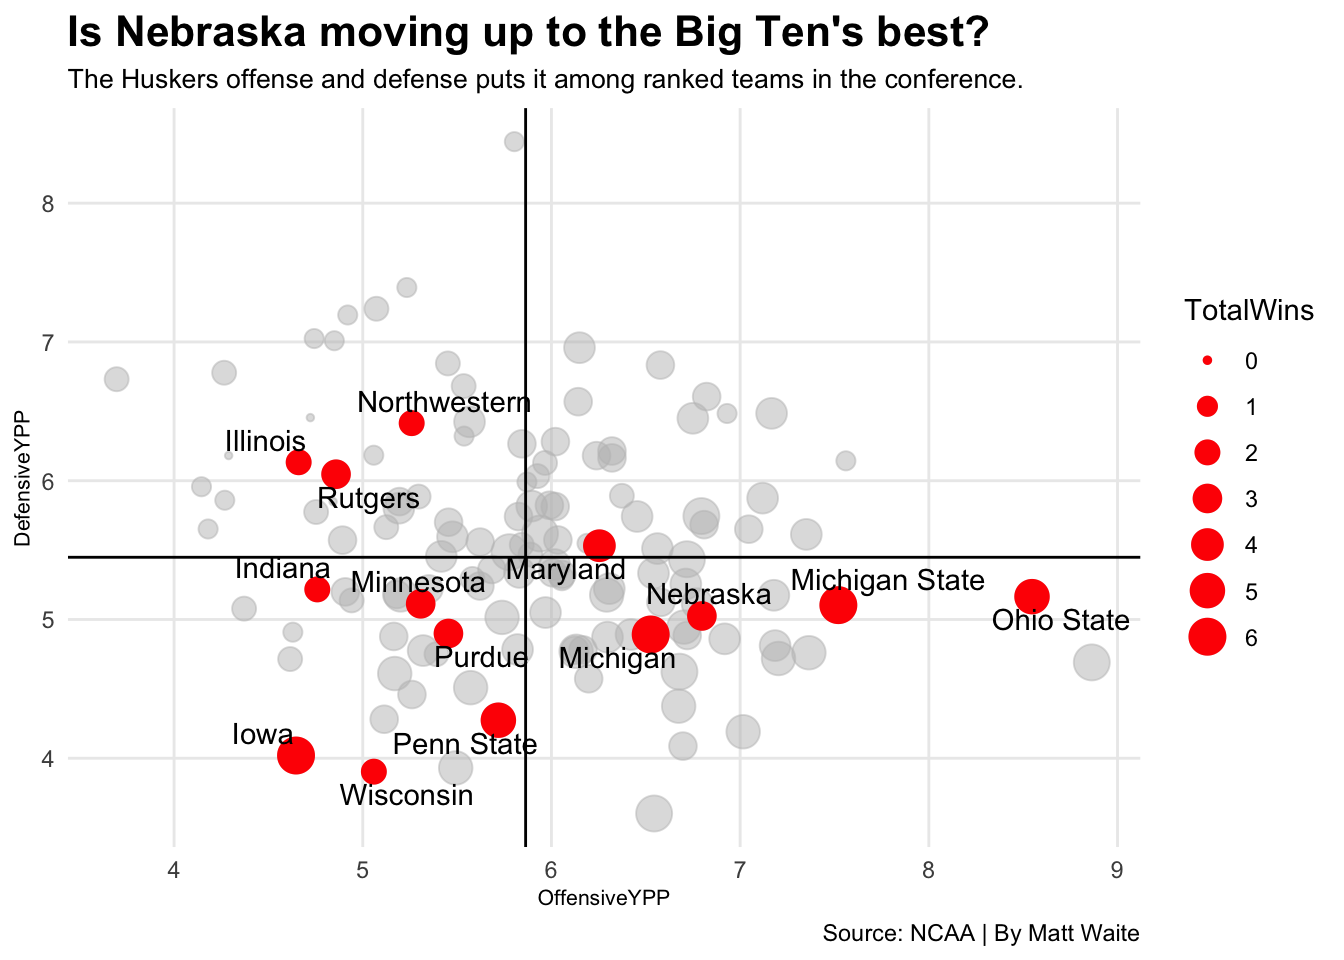 Is Nebraska moving up to the Big Ten's best?
The Huskers offense and defense puts it among ranked teams in the conference.
8
7
6
5
4
DefensiveYPP
Northwestern
Illinois
Rutgers
Indiana
Minnesota
Maryland
Nebraska
Michigan State
Ohio State
Purdue
Michigan
Iowa
Penn State
Wisconsin
4 5 6 7 8 9
OffensiveYPP
TotalWins
0
1
2
3
4
5
6
Source: NCAA | By Matt Waite